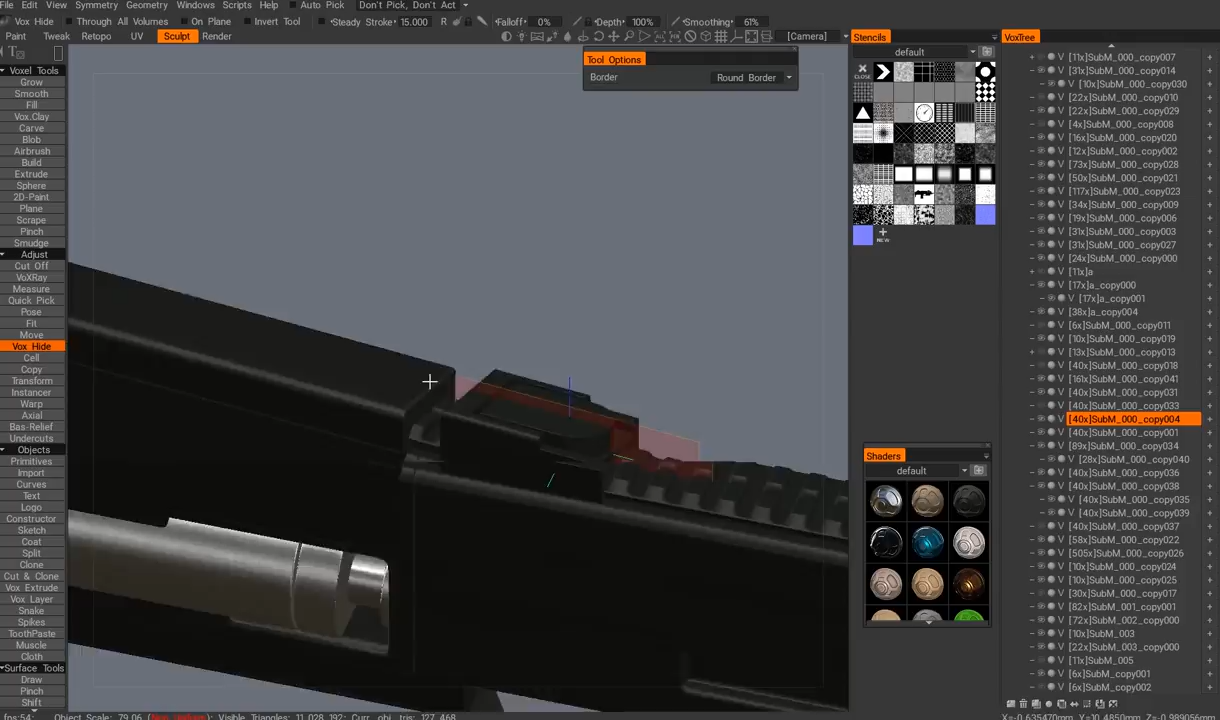 File Edit View Symmetry Geometry Windows Scripts Help Auto Pick Don't Pick, Don't Act
Vox Hide Through All Volumes On Plane Invert Tool Steady Stroke 15.000 R Falloff 0% Depth 100% Smoothing 61%
Paint Tweak Retopo UV Sculpt Render [Camera]
Stencils
default
CLOSE
NEW
Tool Options
Border Round Border
Voxel Tools
Grow
Smooth
Fill
Vox.Clay
Carve
Blob
Airbrush
Build
Extrude
Sphere
2D-Paint
Plane
Scrape
Pinch
Smudge
Adjust
Cut Off
VoXRay
Measure
Quick Pick
Pose
Fit
Move
Vox Hide
Cell
Copy
Transform
Instancer
Warp
Axial
Bas-Relief
Undercuts
Objects
Primitives
Import
Curves
Text
Logo
Constructor
Sketch
Coat
Split
Clone
Cut & Clone
Vox Extrude
Vox Layer
Snake
Spikes
ToothPaste
Muscle
Cloth
Surface Tools
Draw
Pinch
Shift
Shaders
default
VoxTree
V [11x]SubM_000_copy007
V [31x]SubM_000_copy014
V [10x]SubM_000_copy030
V [22x]SubM_000_copy010
V [22x]SubM_000_copy029
V [4x]SubM_000_copy008
V [16x]SubM_000_copy020
V [12x]SubM_000_copy002
V [73x]SubM_000_copy028
V [50x]SubM_000_copy021
V [117x]SubM_000_copy023
V [34x]SubM_000_copy009
V [19x]SubM_000_copy006
V [31x]SubM_000_copy003
V [31x]SubM_000_copy027
V [24x]SubM_000_copy000
V [11x]a
V [17x]a_copy000
V [17x]a_copy001
V [38x]a_copy004
V [6x]SubM_000_copy011
V [10x]SubM_000_copy019
V [13x]SubM_000_copy013
V [40x]SubM_000_copy018
V [161x]SubM_000_copy041
V [40x]SubM_000_copy031
V [40x]SubM_000_copy033
V [40x]SubM_000_copy004
V [40x]SubM_000_copy001
V [89x]SubM_000_copy034
V [28x]SubM_000_copy040
V [40x]SubM_000_copy036
V [40x]SubM_000_copy038
V [40x]SubM_000_copy035
V [40x]SubM_000_copy039
V [40x]SubM_000_copy037
V [58x]SubM_000_copy022
V [505x]SubM_000_copy026
V [10x]SubM_000_copy024
V [10x]SubM_000_copy025
V [30x]SubM_000_copy017
V [82x]SubM_001_copy001
V [72x]SubM_002_copy000
V [10x]SubM_003
V [22x]SubM_003_copy000
V [11x]SubM_005
V [6x]SubM_copy001
V [6x]SubM_copy002
fps:54; Object Scale: 79.06 Visible Triangles: 11 028 192; Curr. obj. tris: 127 468